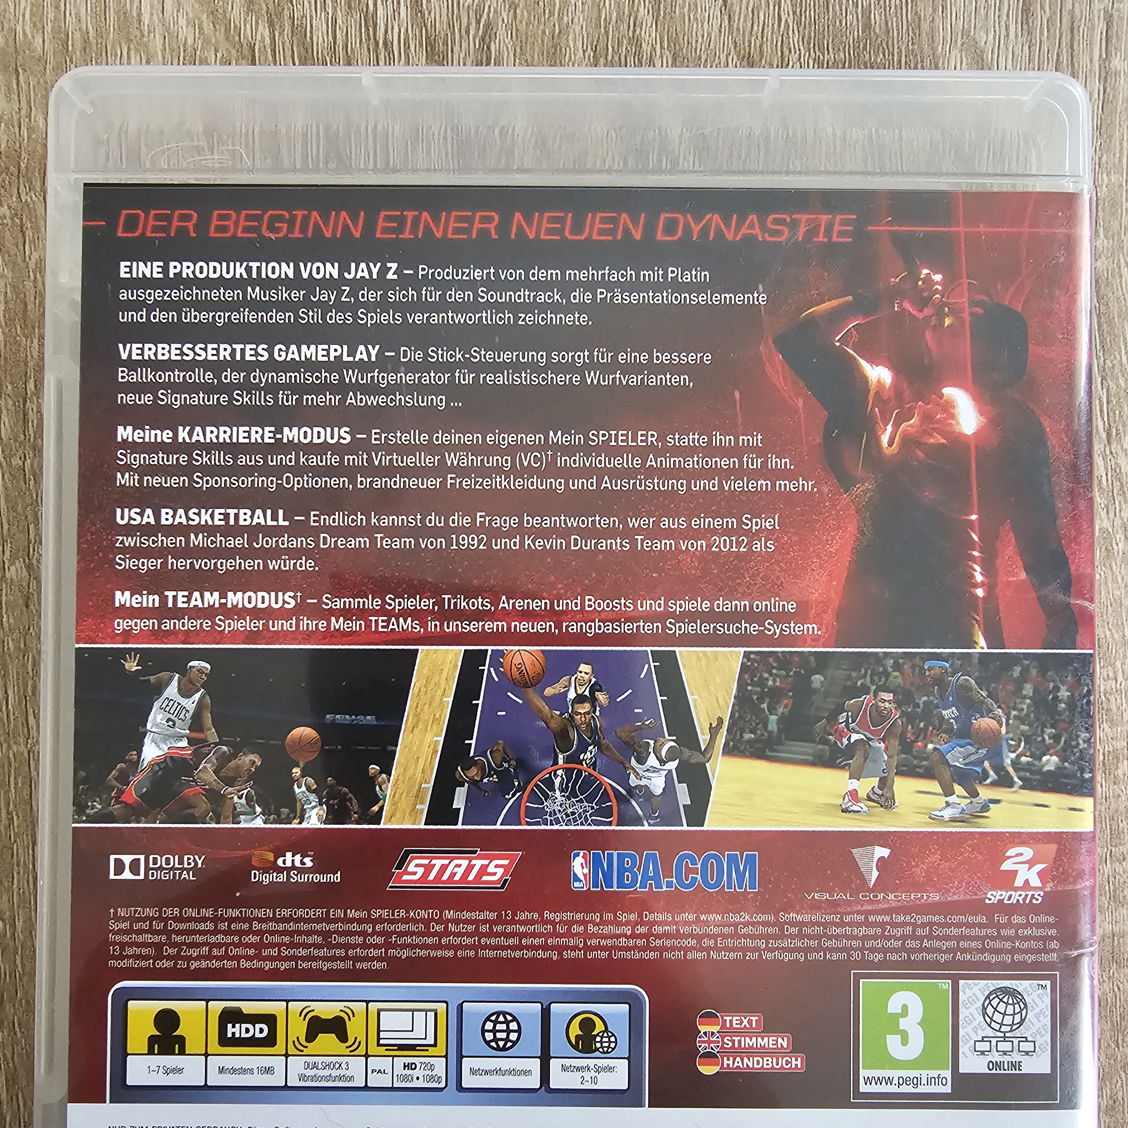 DER BEGINN EINER NEUEN DYNASTIE
EINE PRODUKTION VON JAY Z – Produziert von dem mehrfach mit Platin
ausgezeichneten Musiker Jay Z, der sich für den Soundtrack, die Präsentationselemente
und den übergreifenden Stil des Spiels verantwortlich zeichnete.
VERBESSERTES GAMEPLAY – Die Stick-Steuerung sorgt für eine bessere
Ballkontrolle, der dynamische Wurfgenerator für realistischere Wurfvarianten,
neue Signature Skills für mehr Abwechslung ...
Meine KARRIERE-MODUS – Erstelle deinen eigenen Mein SPIELER, statte ihn mit
Signature Skills aus und kaufe mit Virtueller Währung (VC)† individuelle Animationen für ihn.
Mit neuen Sponsoring-Optionen, brandneuer Freizeitkleidung und Ausrüstung und vielem mehr.
USA BASKETBALL – Endlich kannst du die Frage beantworten, wer aus einem Spiel
zwischen Michael Jordans Dream Team von 1992 und Kevin Durants Team von 2012 als
Sieger hervorgehen würde.
Mein TEAM-MODUS† – Sammle Spieler, Trikots, Arenen und Boosts und spiele dann online
gegen andere Spieler und ihre Mein TEAMs, in unserem neuen, rangbasierten Spielersuche-System.
CELTICS
DOLBY
DIGITAL
dts
Digital Surround
STATS
NBA.COM
VISUAL CONCEPTS
2K
SPORTS
† NUTZUNG DER ONLINE-FUNKTIONEN ERFORDERT EIN Mein SPIELER-KONTO (Mindestalter 13 Jahre, Registrierung im Spiel, Details unter www.nba2k.com). Softwarelizenz unter www.take2games.com/eula. Für das Online-
Spiel und für Downloads ist eine Breitbandinternetverbindung erforderlich. Der Nutzer ist verantwortlich für die Bezahlung der damit verbundenen Gebühren. Der nicht-übertragbare Zugriff auf Sonderfeatures wie exklusive,
freischaltbare, herunterladbare oder Online-Inhalte, -Dienste oder -Funktionen erfordert eventuell einen einmalig verwendbaren Seriencode, die Entrichtung zusätzlicher Gebühren und/oder das Anlegen eines Online-Kontos (ab
13 Jahren). Der Zugriff auf Online- und Sonderfeatures erfordert möglicherweise eine Internetverbindung, steht unter Umständen nicht allen Nutzern zur Verfügung und kann 30 Tage nach vorheriger Ankündigung eingestellt,
modifiziert oder zu geänderten Bedingungen bereitgestellt werden.
HDD
1–7 Spieler
Mindestens 16MB
DUALSHOCK 3
Vibrationsfunktion
PAL
HD 720p
1080i • 1080p
Netzwerkfunktionen
Netzwerk-Spieler:
2–10
TEXT
STIMMEN
HANDBUCH
3
www.pegi.info
ONLINE